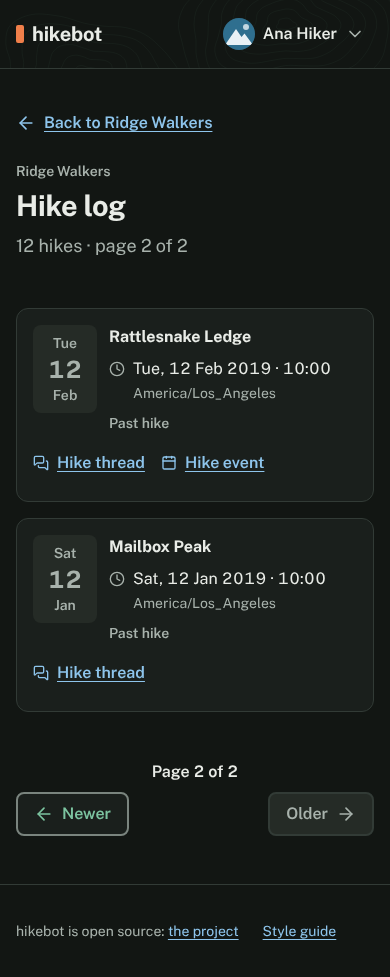 hikebot
Ana Hiker
Back to Ridge Walkers
Ridge Walkers
Hike log
12 hikes · page 2 of 2
Tue
12
Feb
Rattlesnake Ledge
Tue, 12 Feb 2019 · 10:00
America/Los_Angeles
Past hike
Hike thread
Hike event
Sat
12
Jan
Mailbox Peak
Sat, 12 Jan 2019 · 10:00
America/Los_Angeles
Past hike
Hike thread
Page 2 of 2
Newer
Older
hikebot is open source: the project
Style guide